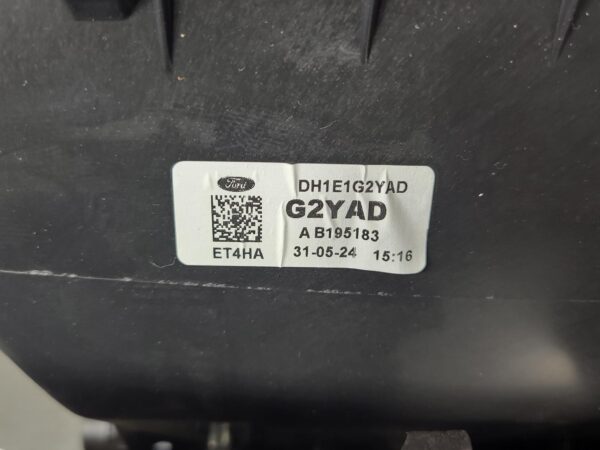 Ford DH1E1G2YAD
G2YAD
A B195183
ET4HA 31-05-24 15:16